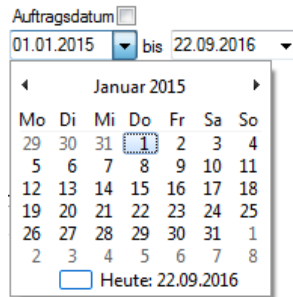 Auftragsdatum
01.01.2015 bis 22.09.2016
Januar 2015
Mo Di Mi Do Fr Sa So
29 30 31 1 2 3 4
5 6 7 8 9 10 11
12 13 14 15 16 17 18
19 20 21 22 23 24 25
26 27 28 29 30 31 1
2 3 4 5 6 7 8
Heute: 22.09.2016